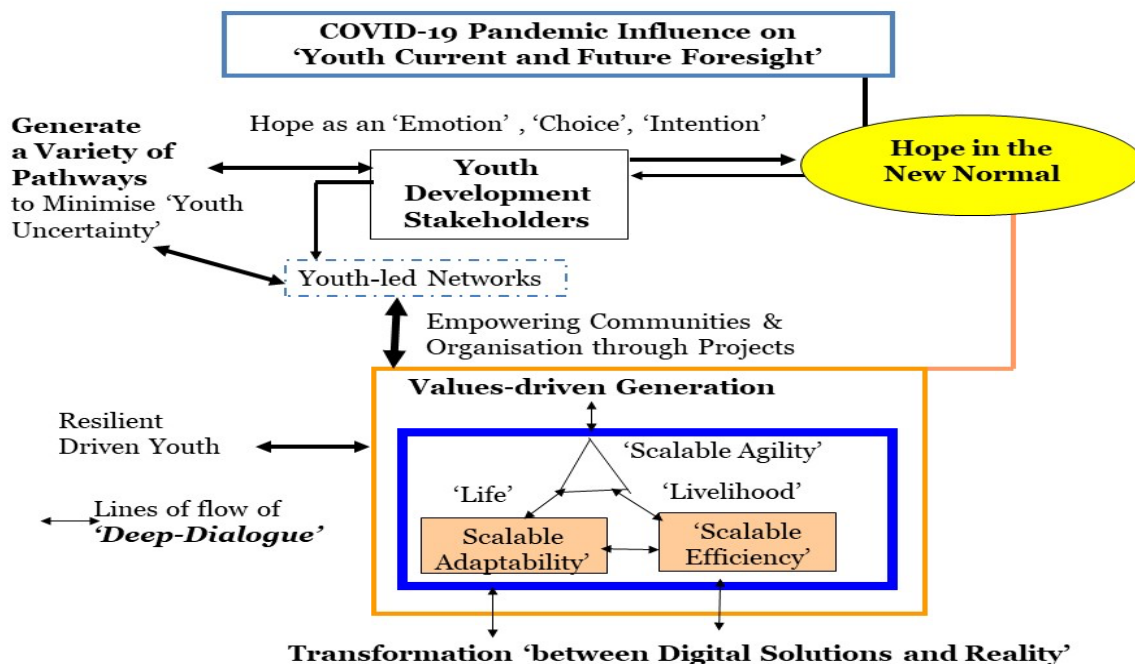 COVID-19 Pandemic Influence on
‘Youth Current and Future Foresight’
Hope as an ‘Emotion’ , ‘Choice’, ‘Intention’
Generate
a Variety of
Pathways
to Minimise ‘Youth
Uncertainty’
Youth
Development
Stakeholders
Hope in the
New Normal
Youth-led Networks
Empowering Communities &
Organisation through Projects
Values-driven Generation
Resilient
Driven Youth
‘Scalable Agility’
‘Life’
‘Livelihood’
Lines of flow of
‘Deep-Dialogue’
Scalable
Adaptability’
‘Scalable
Efficiency’
Transformation ‘between Digital Solutions and Reality’